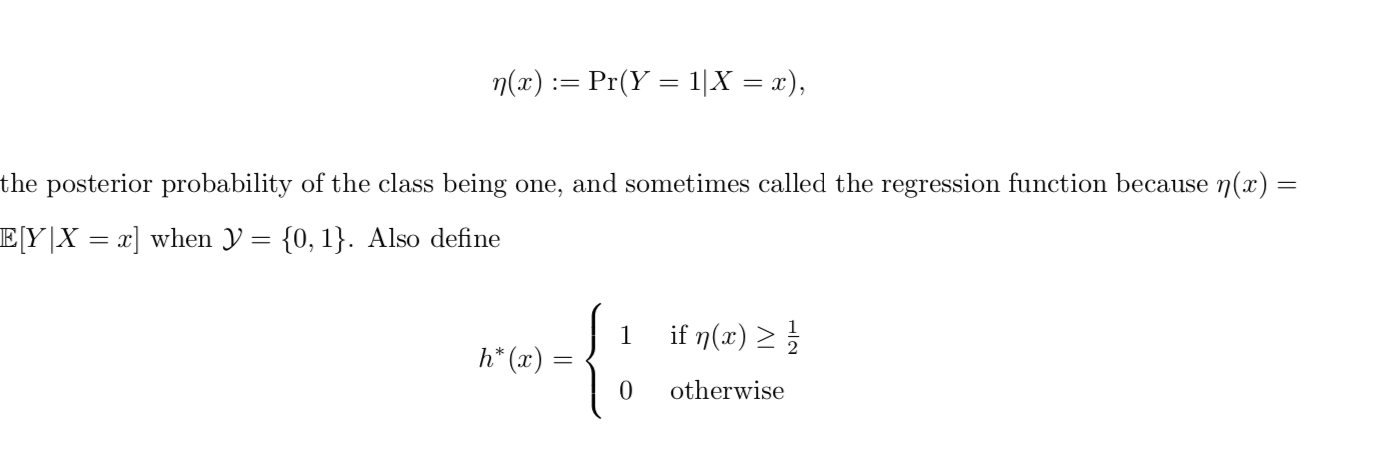 η(x) := Pr(Y = 1|X = x),
the posterior probability of the class being one, and sometimes called the regression function because η(x) =
𝔼[Y|X = x] when 𝒴 = {0, 1}. Also define
h*(x) = { 1 if η(x) ≥ 1/2
0 otherwise